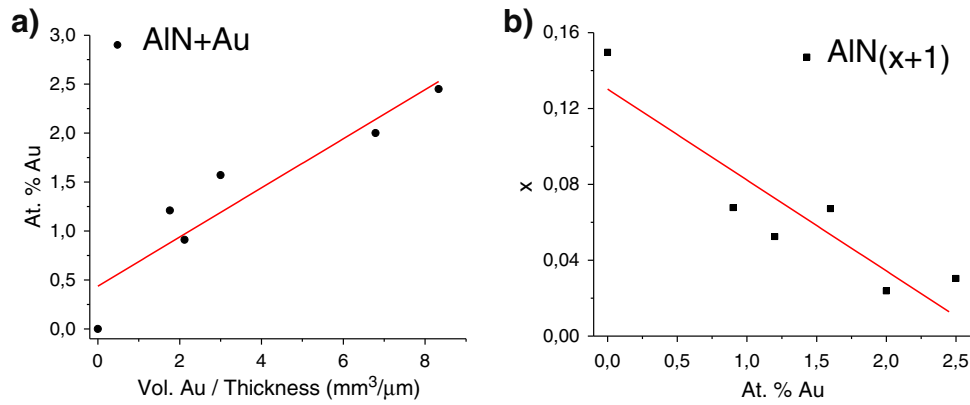 a)
AlN+Au
3,0
2,5
2,0
1,5
1,0
0,5
0,0
At. % Au
0 2 4 6 8
Vol. Au / Thickness (mm³/μm)
b)
AlN(x+1)
0,16
0,12
0,08
0,04
0,00
x
0,0 0,5 1,0 1,5 2,0 2,5
At. % Au